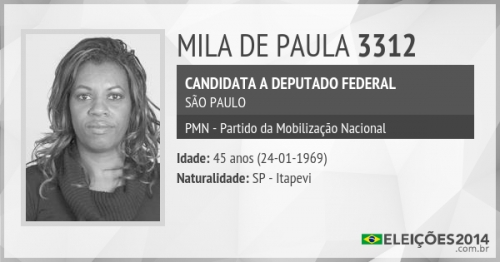 MILA DE PAULA 3312
CANDIDATA A DEPUTADO FEDERAL
SÃO PAULO
PMN - Partido da Mobilização Nacional
Idade: 45 anos (24-01-1969)
Naturalidade: SP - Itapevi
ELEIÇÕES2014
.com.br